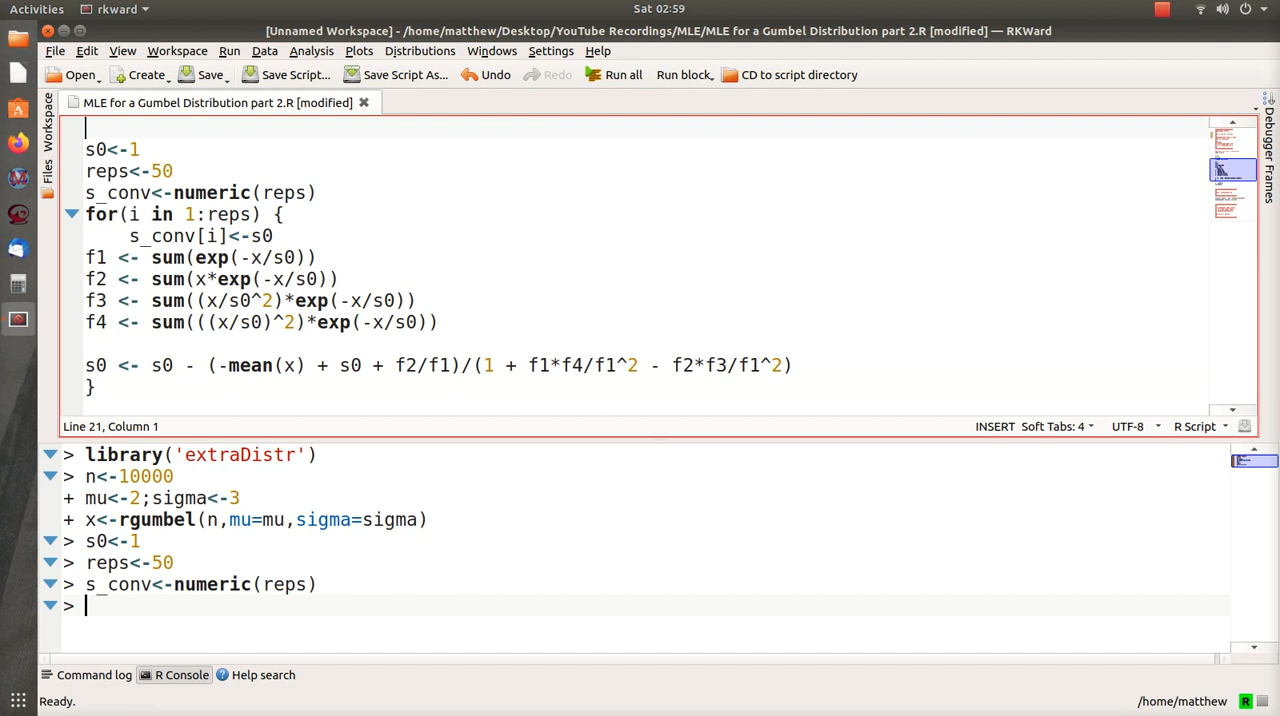 Activities rkward Sat 02:59
[Unnamed Workspace] - /home/matthew/Desktop/YouTube Recordings/MLE/MLE for a Gumbel Distribution part 2.R [modified] — RKWard
File Edit View Workspace Run Data Analysis Plots Distributions Windows Settings Help
Open Create Save Save Script... Save Script As... Undo Redo Run all Run block CD to script directory
MLE for a Gumbel Distribution part 2.R [modified]
Workspace
Files
Debugger Frames
s0<-1
reps<-50
s_conv<-numeric(reps)
for(i in 1:reps) {
s_conv[i]<-s0
f1 <- sum(exp(-x/s0))
f2 <- sum(x*exp(-x/s0))
f3 <- sum((x/s0^2)*exp(-x/s0))
f4 <- sum(((x/s0)^2)*exp(-x/s0))
s0 <- s0 - (-mean(x) + s0 + f2/f1)/(1 + f1*f4/f1^2 - f2*f3/f1^2)
}
Line 21, Column 1 INSERT Soft Tabs: 4 UTF-8 R Script
> library('extraDistr')
> n<-10000
+ mu<-2;sigma<-3
+ x<-rgumbel(n,mu=mu,sigma=sigma)
> s0<-1
> reps<-50
> s_conv<-numeric(reps)
>
Command log R Console Help search
Ready. /home/matthew R